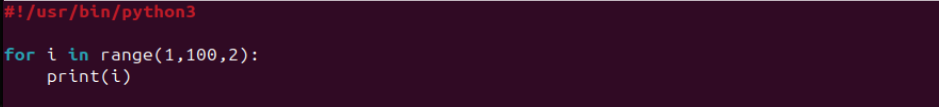 #!/usr/bin/python3
for i in range(1,100,2):
    print(i)